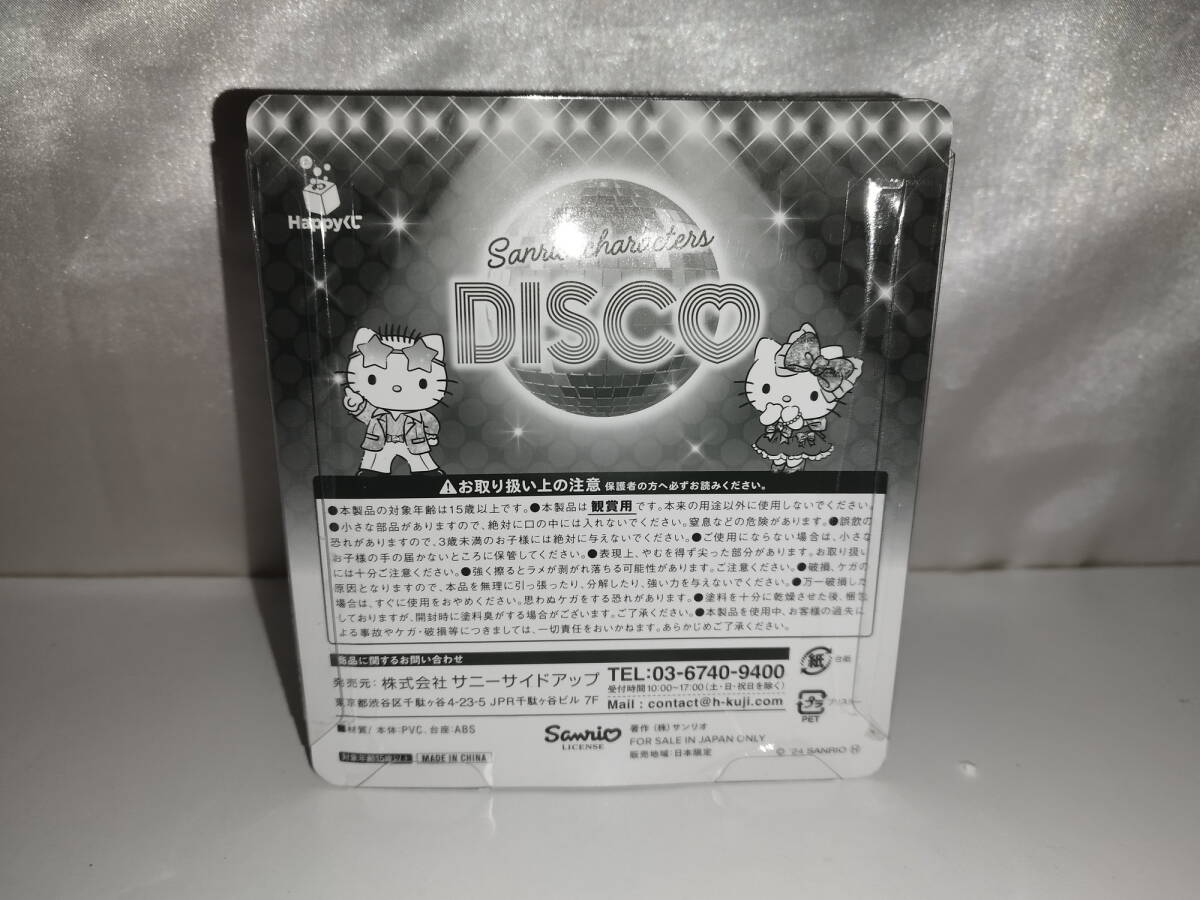 Happyくじ
Sanrio characters
DISCO
⚠お取り扱い上の注意 保護者の方へ必ずお読みください。
●本製品の対象年齢は15歳以上です。●本製品は観賞用です。本来の用途以外に使用しないでください。
●小さな部品がありますので、絶対に口の中には入れないでください。窒息などの危険があります。●誤飲の
恐れがありますので、3歳未満のお子様には絶対に与えないでください。●ご使用にならない場合は、小さな
お子様の手の届かないところに保管してください。●表現上、やむを得ず尖った部分があります。お取り扱い
には十分ご注意ください。●強く擦るとラメが剥がれ落ちる可能性があります。ご注意ください。●破損、ケガの
原因となりますので、本品を無理に引っ張ったり、分解したり、強い力を与えないでください。●万一破損した
場合は、すぐに使用をおやめください。思わぬケガをする恐れがあります。●塗料を十分に乾燥させた後、梱包
しておりますが、開封時に塗料臭がする場合がございます。ご了承ください。●本製品を使用中、お客様の過失に
よる事故やケガ・破損等につきましては、一切責任をおいかねます。あらかじめご了承ください。
商品に関するお問い合わせ
発売元: 株式会社 サニーサイドアップ
東京都渋谷区千駄ヶ谷4-23-5 JPR千駄ヶ谷ビル 7F
TEL:03-6740-9400
受付時間10:00~17:00(土・日・祝日を除く)
Mail : contact@h-kuji.com
紙 台紙
プラ ブリスター
PET
■材質/ 本体:PVC、台座:ABS
対象年齢15歳以上 MADE IN CHINA
Sanrio
LICENSE
著作 (株) サンリオ
FOR SALE IN JAPAN ONLY
販売地域:日本限定
© '24 SANRIO Ⓗ